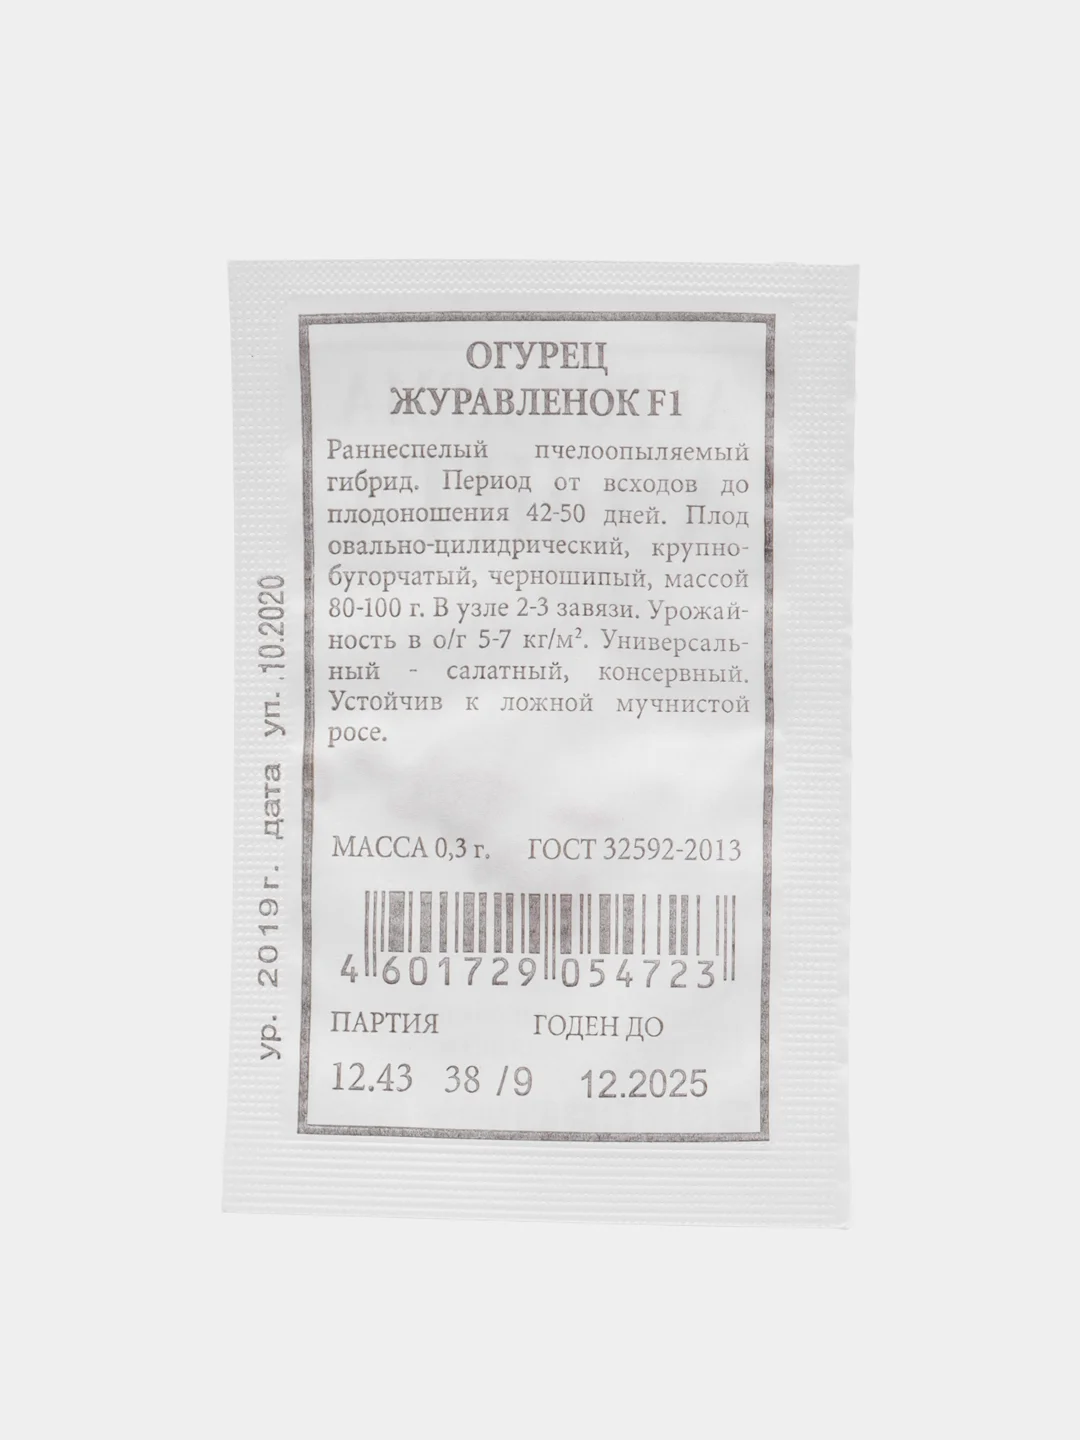 ОГУРЕЦ
ЖУРАВЛЕНОК F1
Раннеспелый пчелоопыляемый
гибрид. Период от всходов до
плодоношения 42-50 дней. Плод
овально-цилидрический, крупно-
бугорчатый, черношипый, массой
80-100 г. В узле 2-3 завязи. Урожай-
ность в о/г 5-7 кг/м². Универсаль-
ный - салатный, консервный.
Устойчив к ложной мучнистой
росе.
МАССА 0,3 г. ГОСТ 32592-2013
4 601729 054723
ПАРТИЯ ГОДЕН ДО
12.43 38 /9 12.2025
ур. 2019г. дата уп. .10.2020